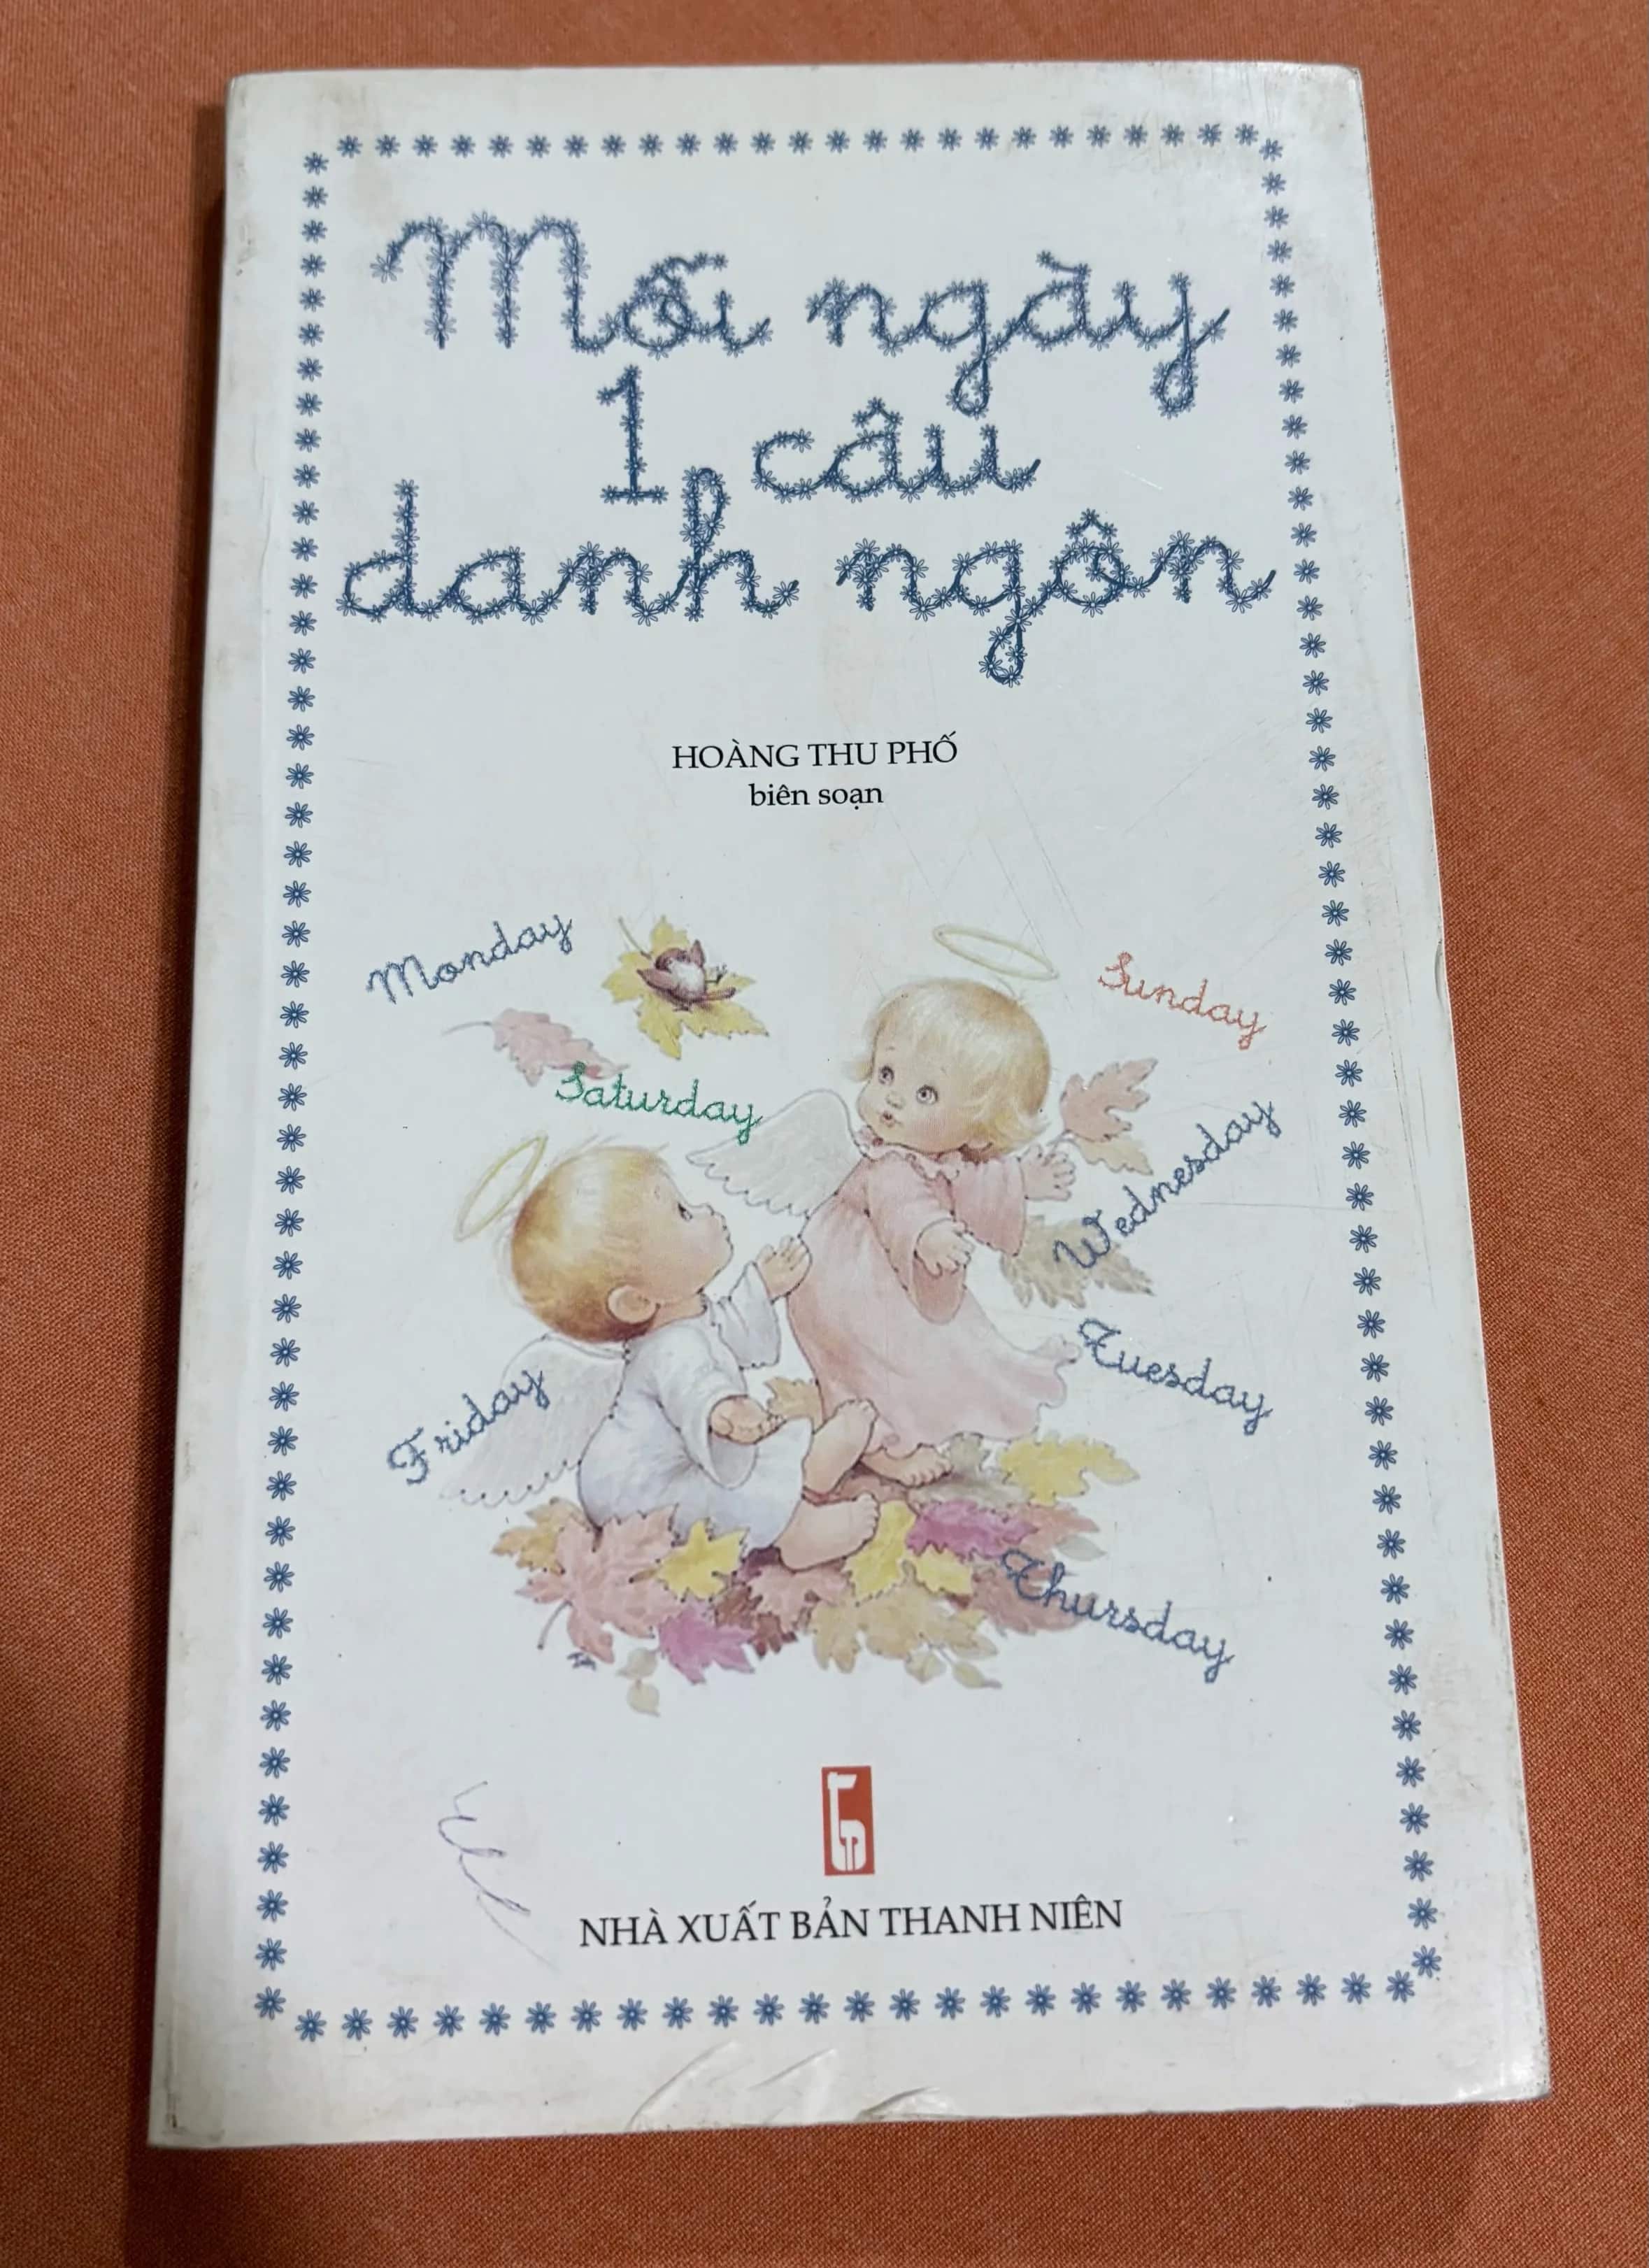 Mỗi ngày
1 câu
danh ngôn
HOÀNG THU PHỐ
biên soạn
Monday
Sunday
Saturday
Wednesday
Tuesday
Friday
Thursday
NHÀ XUẤT BẢN THANH NIÊN